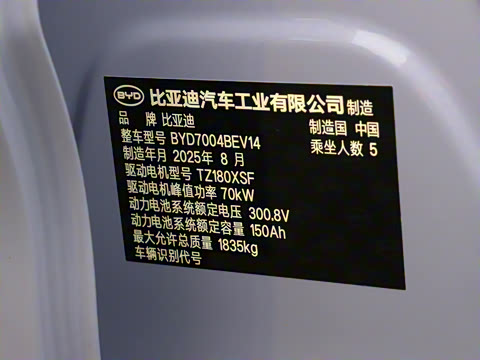 BYD 比亚迪汽车工业有限公司 制造
品 牌 比亚迪 制造国 中国
整车型号 BYD7004BEV14 乘坐人数 5
制造年月 2025年 8 月
驱动电机型号 TZ180XSF
驱动电机峰值功率 70kW
动力电池系统额定电压 300.8V
动力电池系统额定容量 150Ah
最大允许总质量 1835kg
车辆识别代号